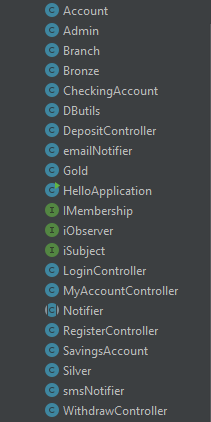 C Account
C Admin
C Branch
C Bronze
C CheckingAccount
C DButils
C DepositController
C emailNotifier
C Gold
C HelloApplication
I IMembership
I iObserver
I iSubject
C LoginController
C MyAccountController
C Notifier
C RegisterController
C SavingsAccount
C Silver
C smsNotifier
C WithdrawController